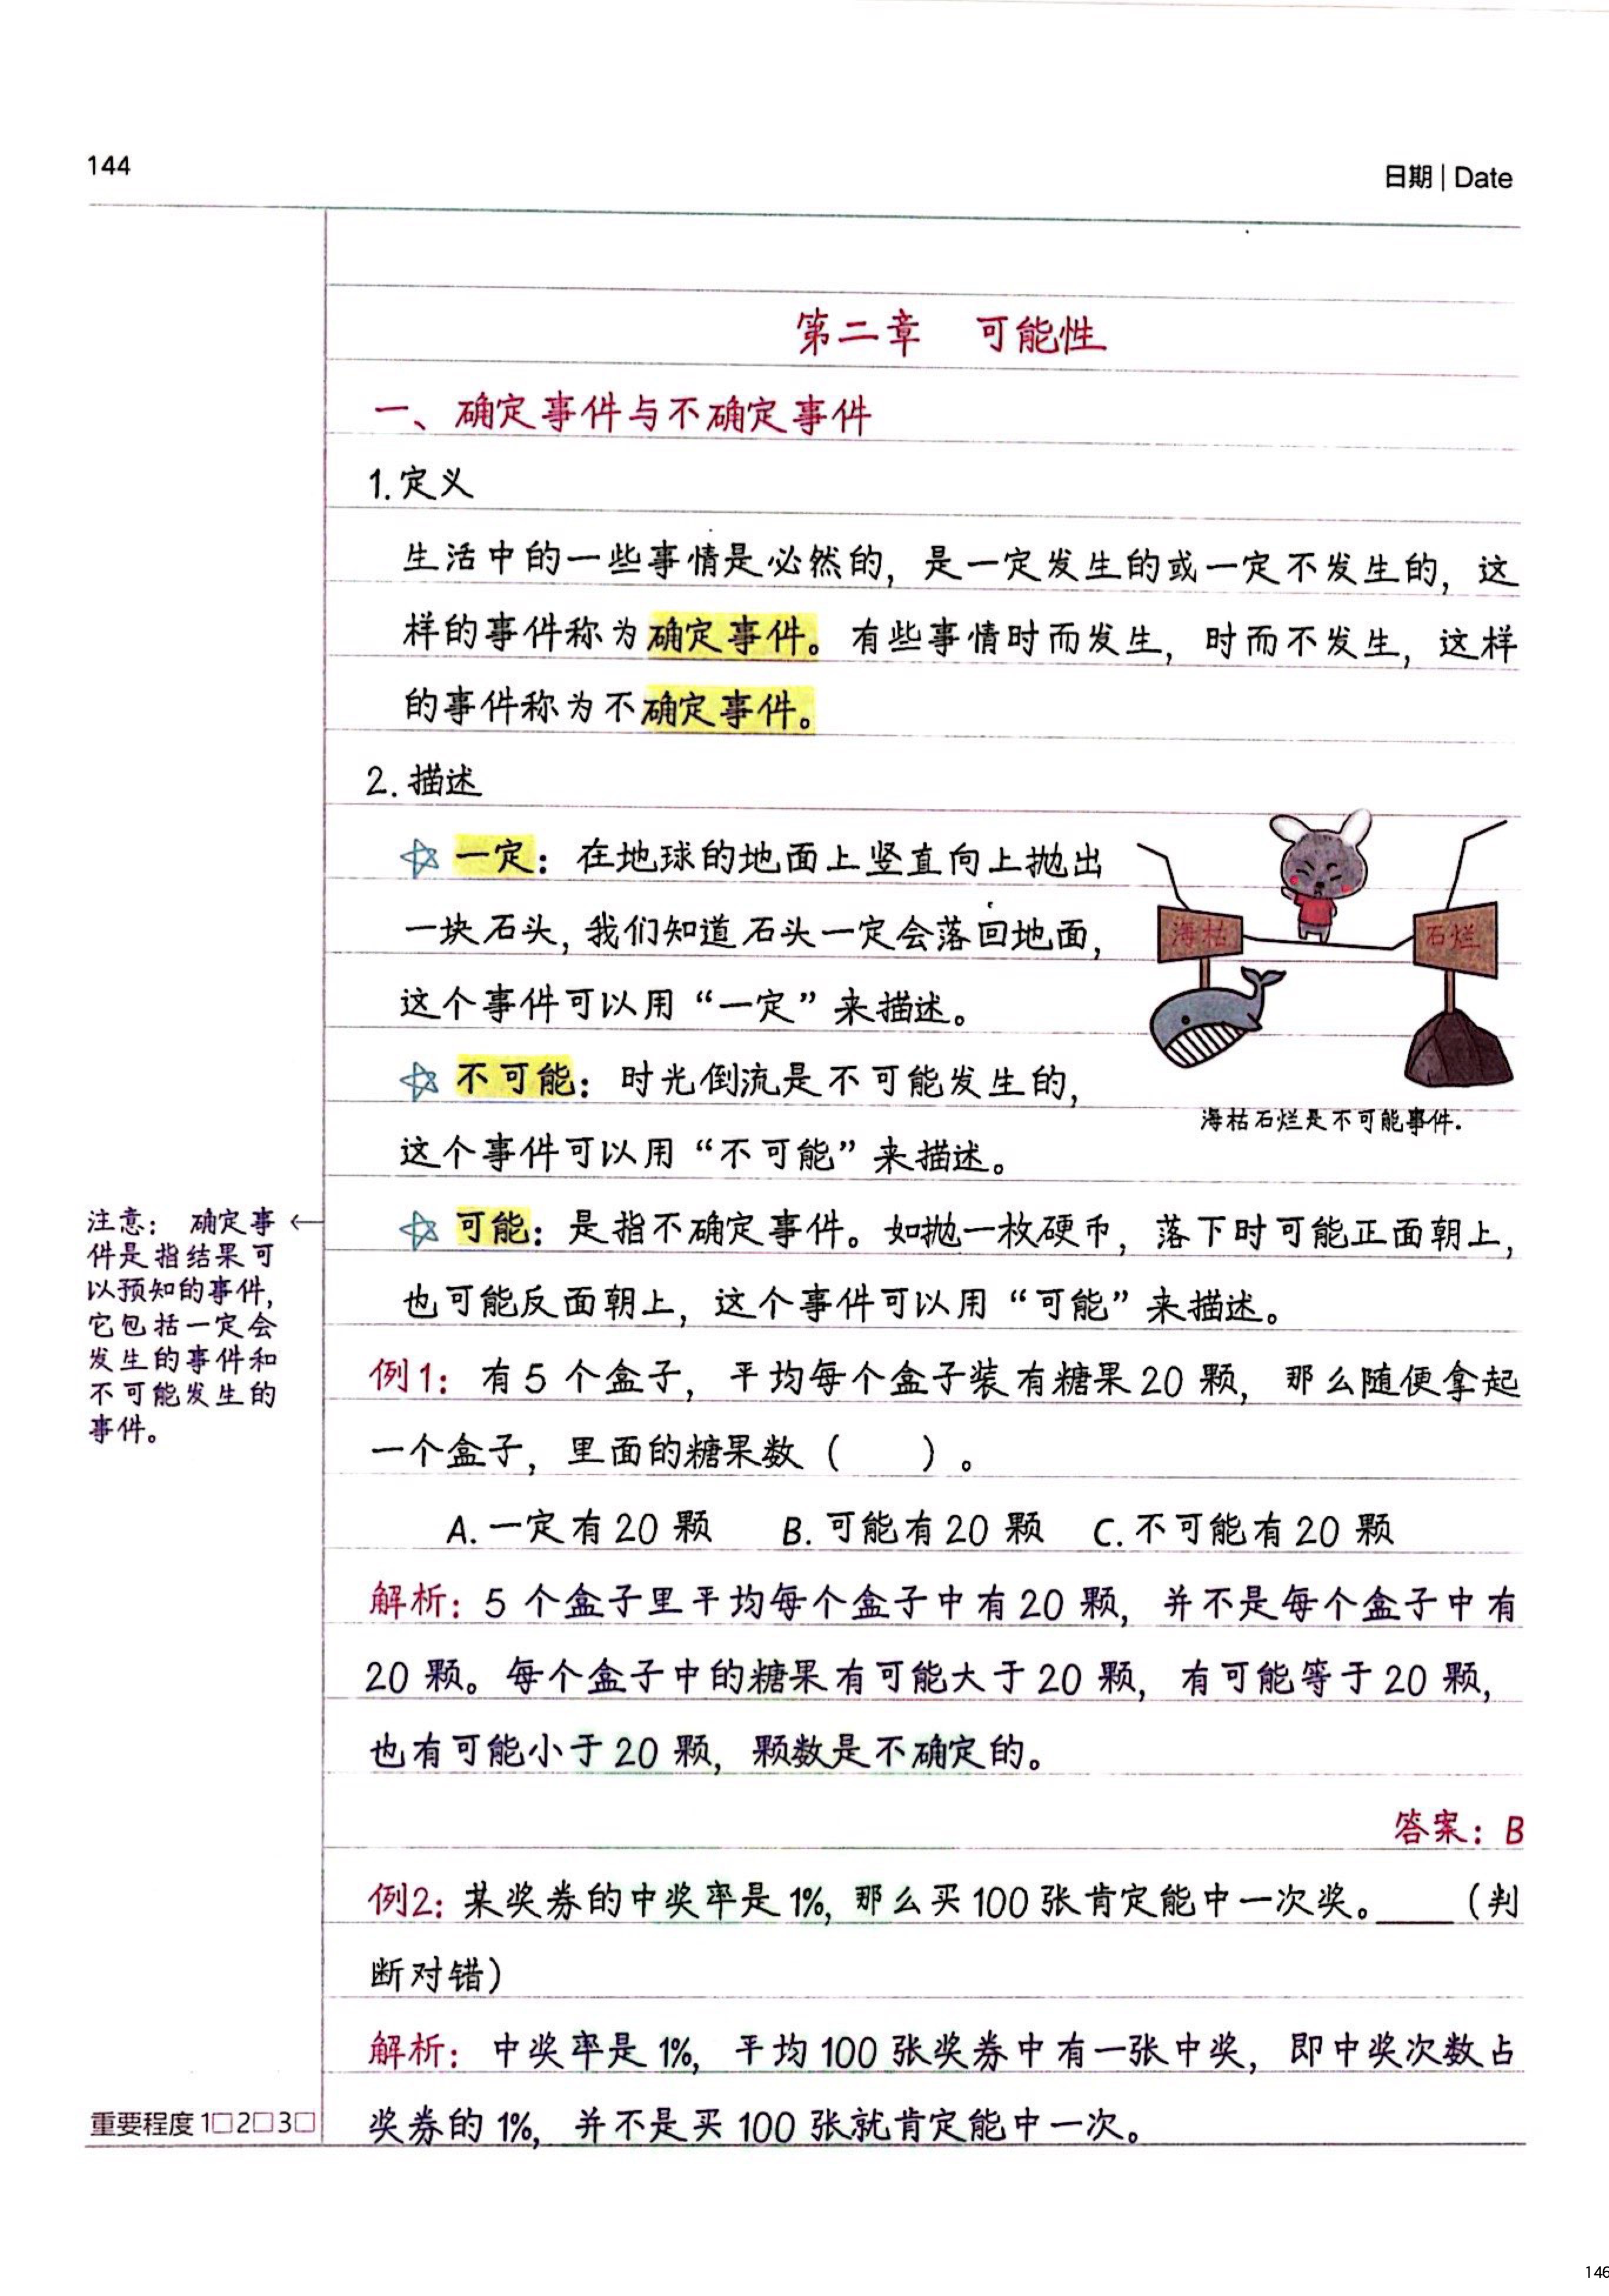 144
日期 | Date
第二章 可能性
一、确定事件与不确定事件
1.定义
生活中的一些事情是必然的，是一定发生的或一定不发生的，这
样的事件称为确定事件。有些事情时而发生，时而不发生，这样
的事件称为不确定事件。
2.描述
☆ 一定：在地球的地面上竖直向上抛出
一块石头，我们知道石头一定会落回地面，
这个事件可以用“一定”来描述。
☆ 不可能：时光倒流是不可能发生的，
这个事件可以用“不可能”来描述。
海枯
石烂
海枯石烂是不可能事件.
☆ 可能：是指不确定事件。如抛一枚硬币，落下时可能正面朝上，
也可能反面朝上，这个事件可以用“可能”来描述。
注意：确定事
件是指结果可
以预知的事件，
它包括一定会
发生的事件和
不可能发生的
事件。
例1：有5个盒子，平均每个盒子装有糖果20颗，那么随便拿起
一个盒子，里面的糖果数（ ）。
A.一定有20颗 B.可能有20颗 C.不可能有20颗
解析：5个盒子里平均每个盒子中有20颗，并不是每个盒子中有
20颗。每个盒子中的糖果有可能大于20颗，有可能等于20颗，
也有可能小于20颗，颗数是不确定的。
答案：B
例2：某奖券的中奖率是1%，那么买100张肯定能中一次奖。____（判
断对错）
解析：中奖率是1%，平均100张奖券中有一张中奖，即中奖次数占
奖券的1%，并不是买100张就肯定能中一次。
重要程度1□2□3□
146